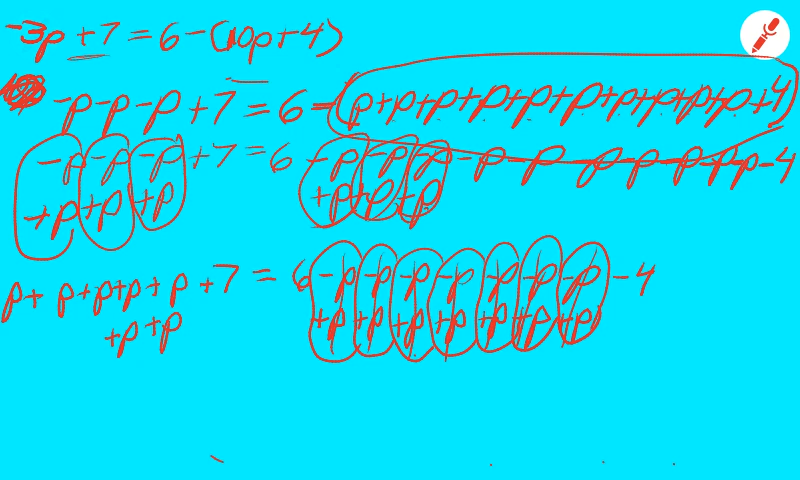 -3p + 7 = 6 - (10p + 4)
-p - p - p + 7 = 6 - (p + p + p + p + p + p + p + p + p + p + 4)
-p -p -p + 7 = 6 -p -p -p - p - p - p - p - p - p - p - 4
+p +p +p +p +p +p
p + p + p + p + p + 7 = 6 -p -p -p -p -p -p -p - 4
+p +p +p +p +p +p +p +p +p